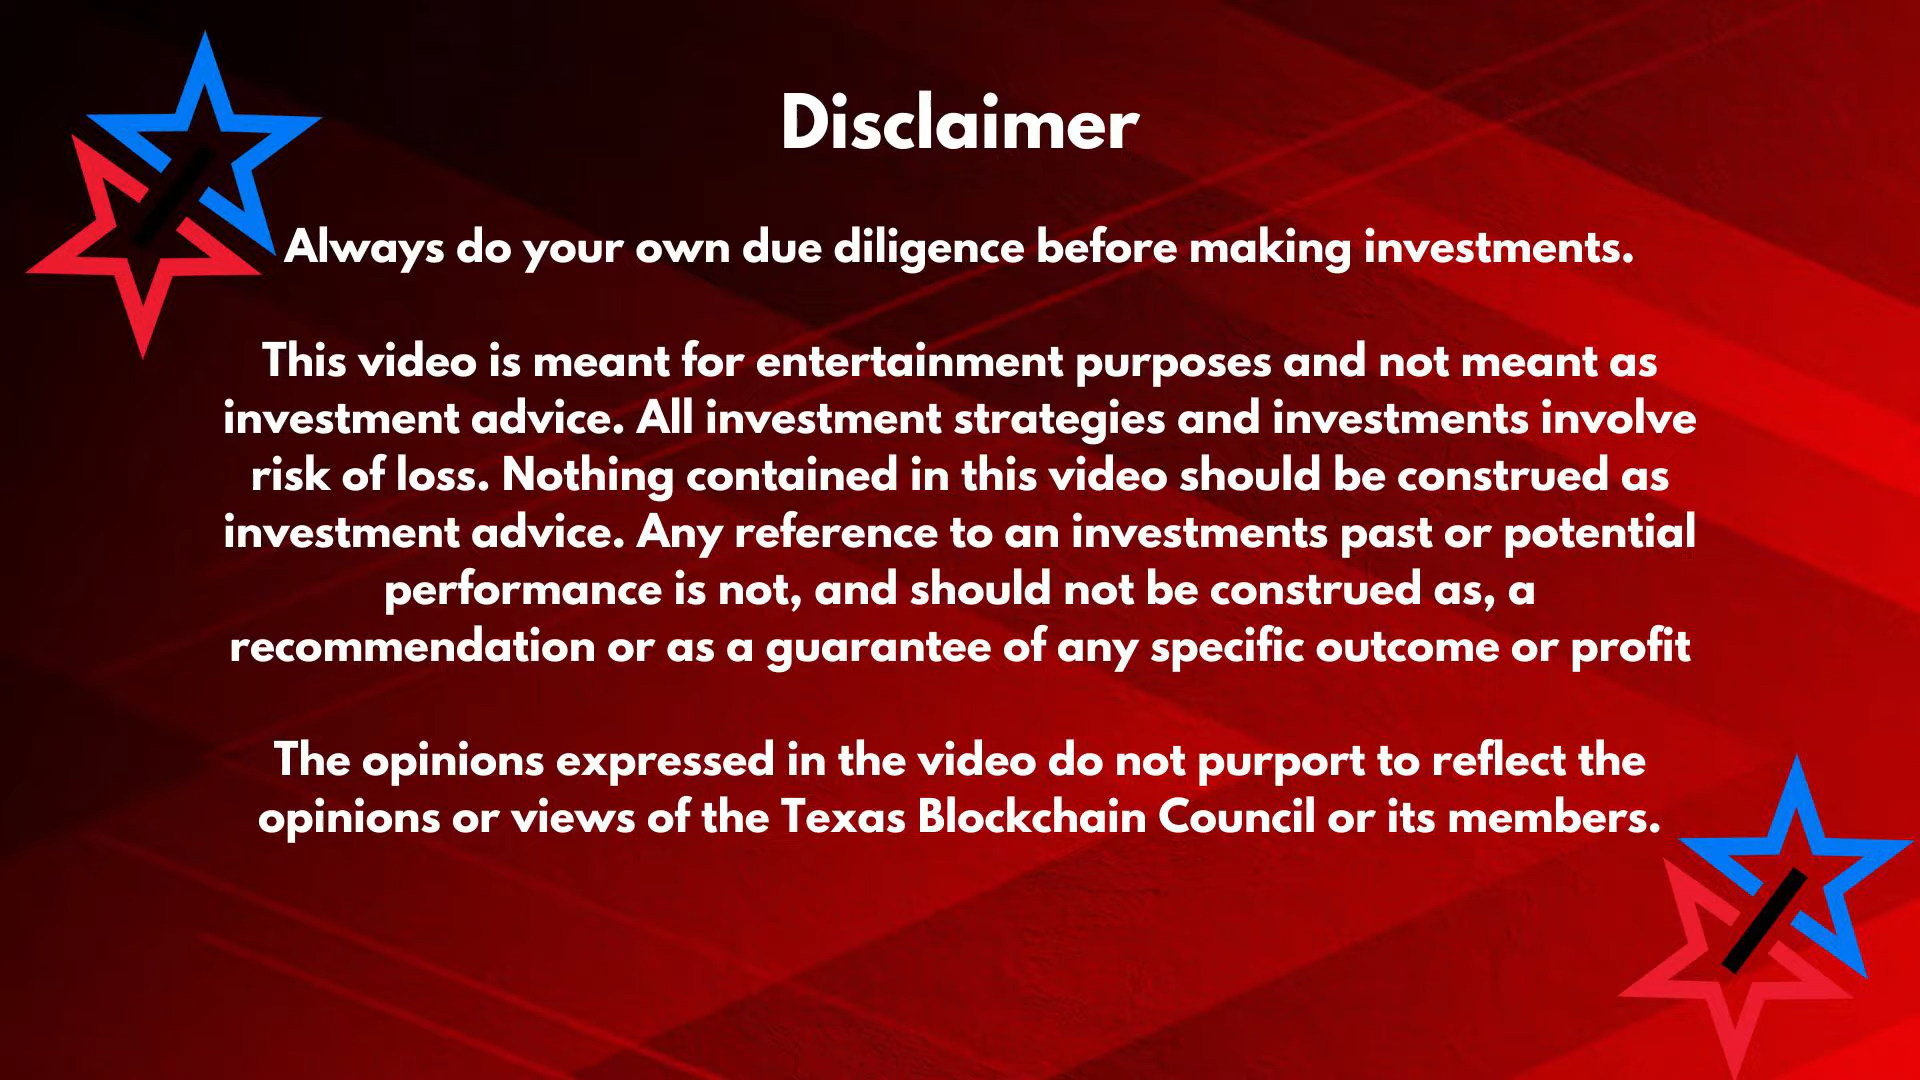 Disclaimer
Always do your own due diligence before making investments.
This video is meant for entertainment purposes and not meant as
investment advice. All investment strategies and investments involve
risk of loss. Nothing contained in this video should be construed as
investment advice. Any reference to an investments past or potential
performance is not, and should not be construed as, a
recommendation or as a guarantee of any specific outcome or profit
The opinions expressed in the video do not purport to reflect the
opinions or views of the Texas Blockchain Council or its members.